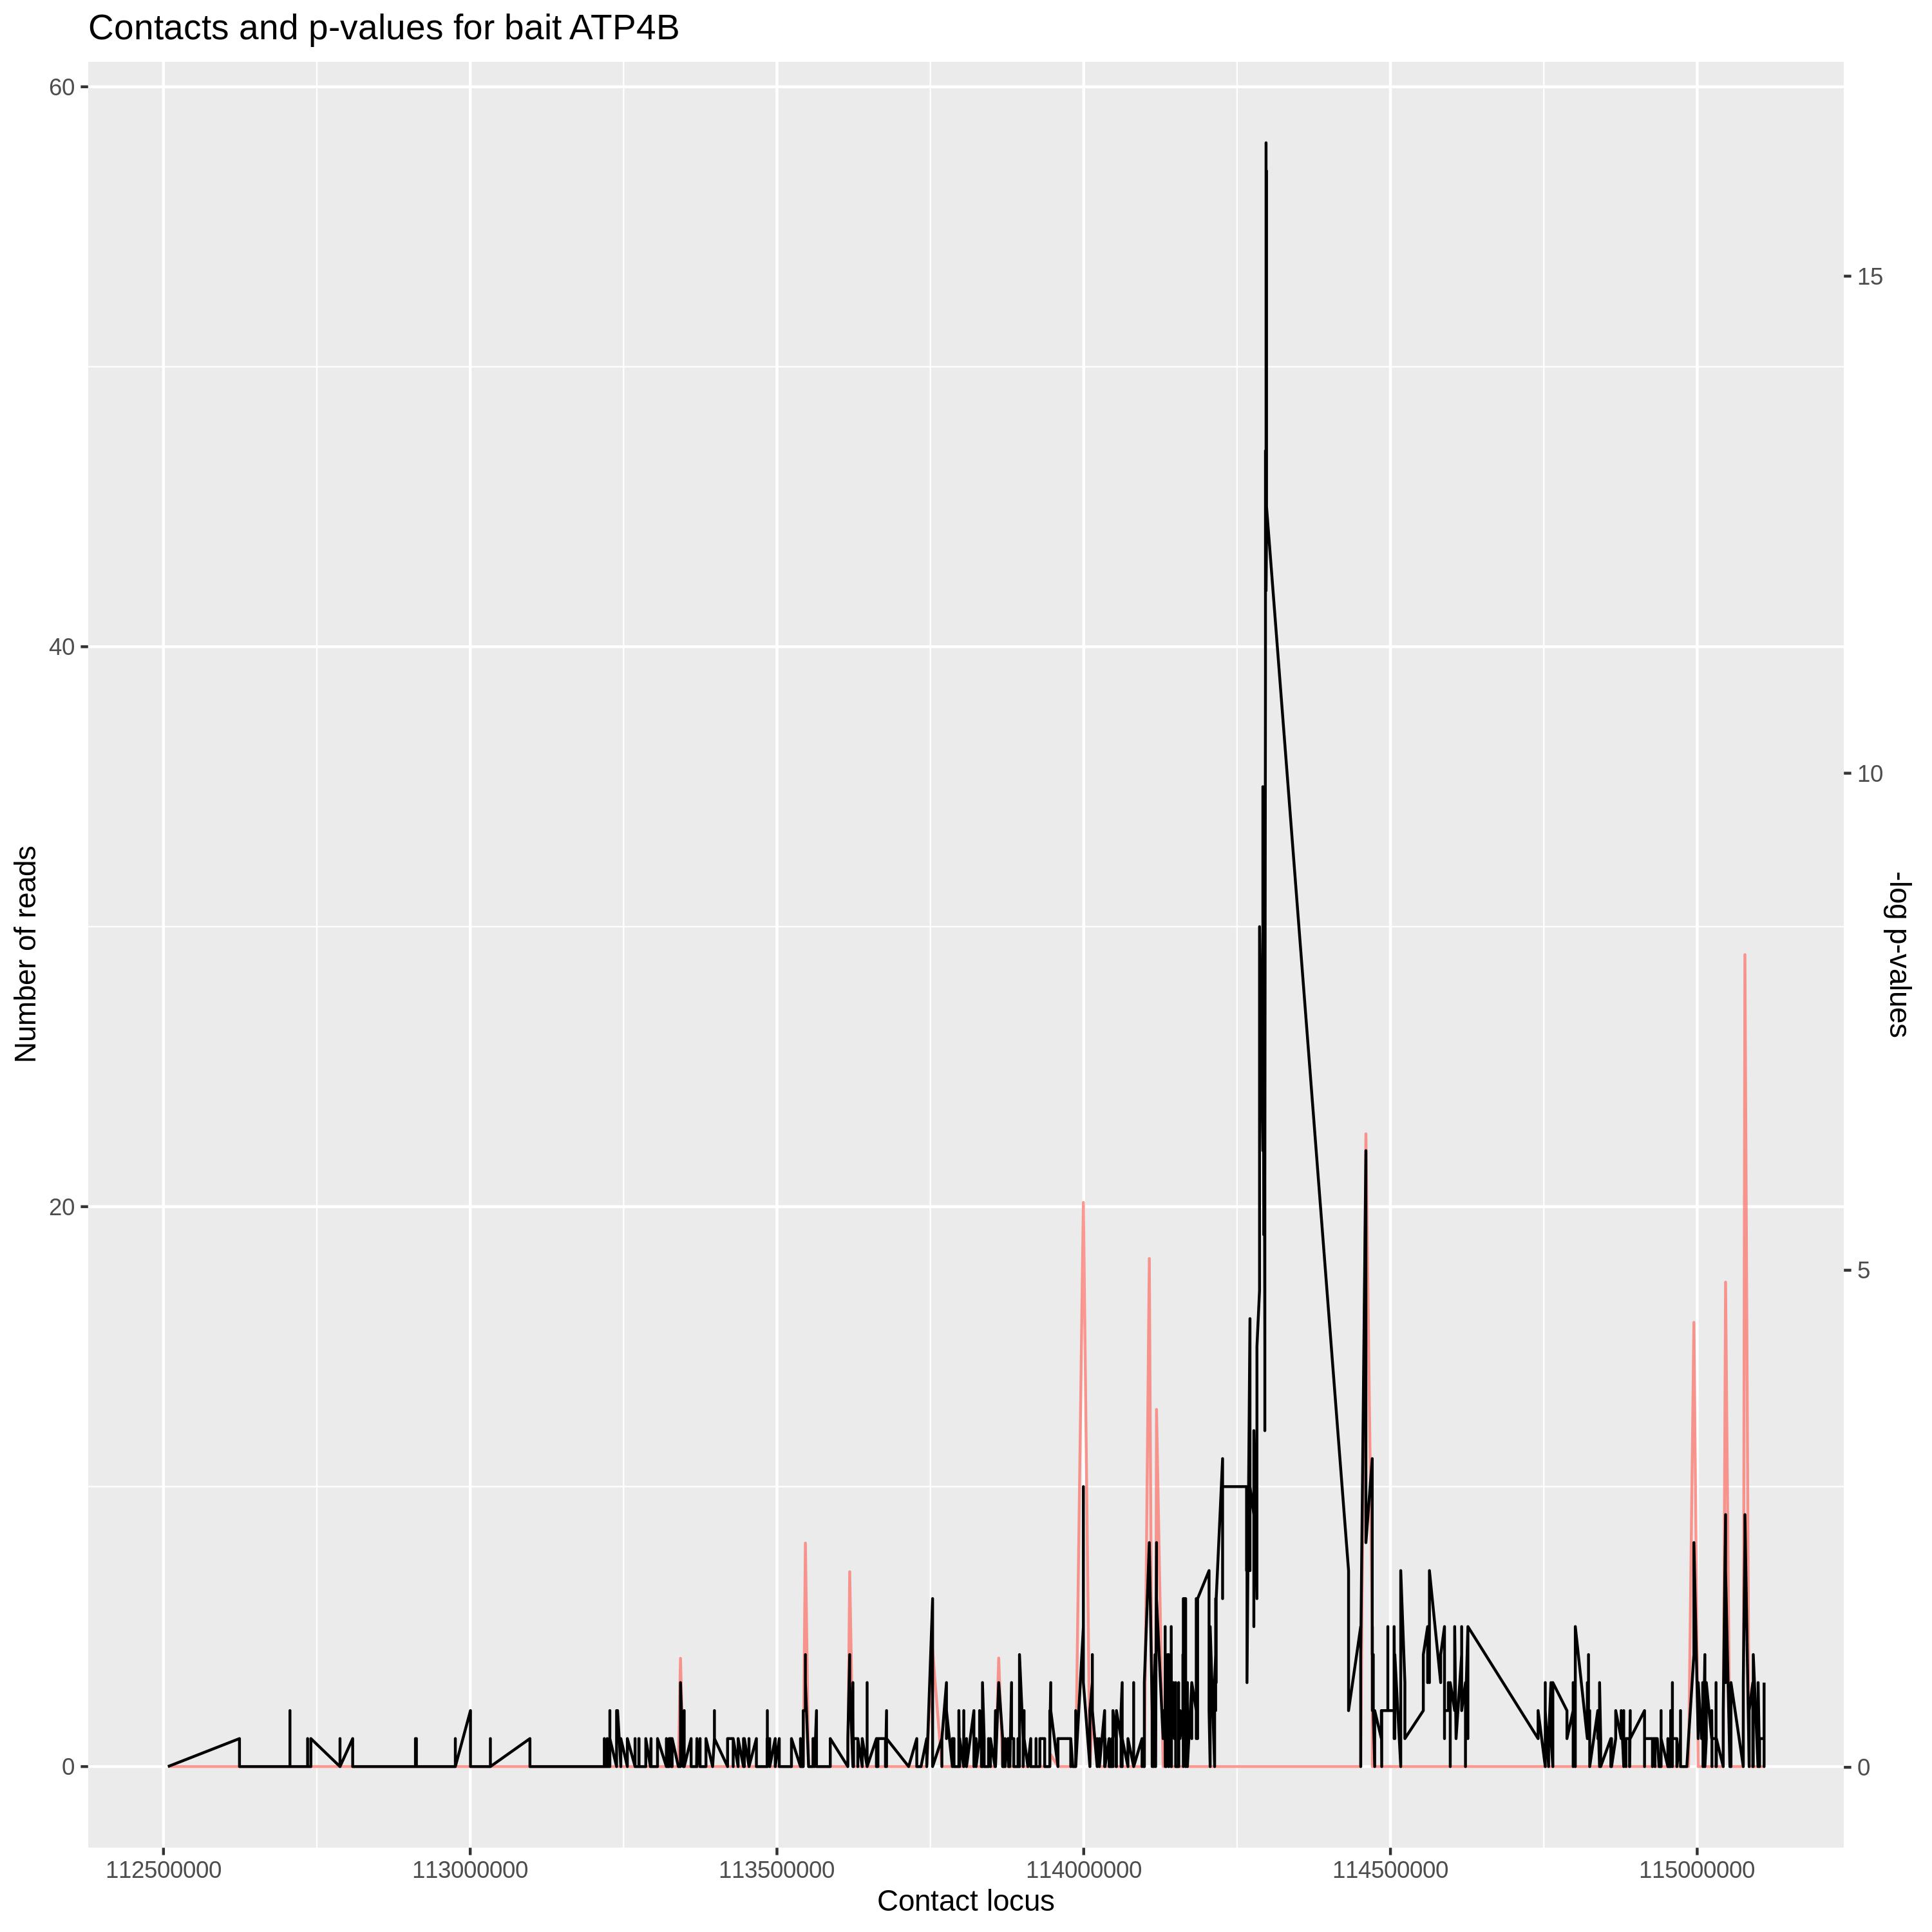 Contacts and p-values for bait ATP4B
60
40
20
0
Number of reads
15
10
5
0
-log p-values
112500000 113000000 113500000 114000000 114500000 115000000
Contact locus